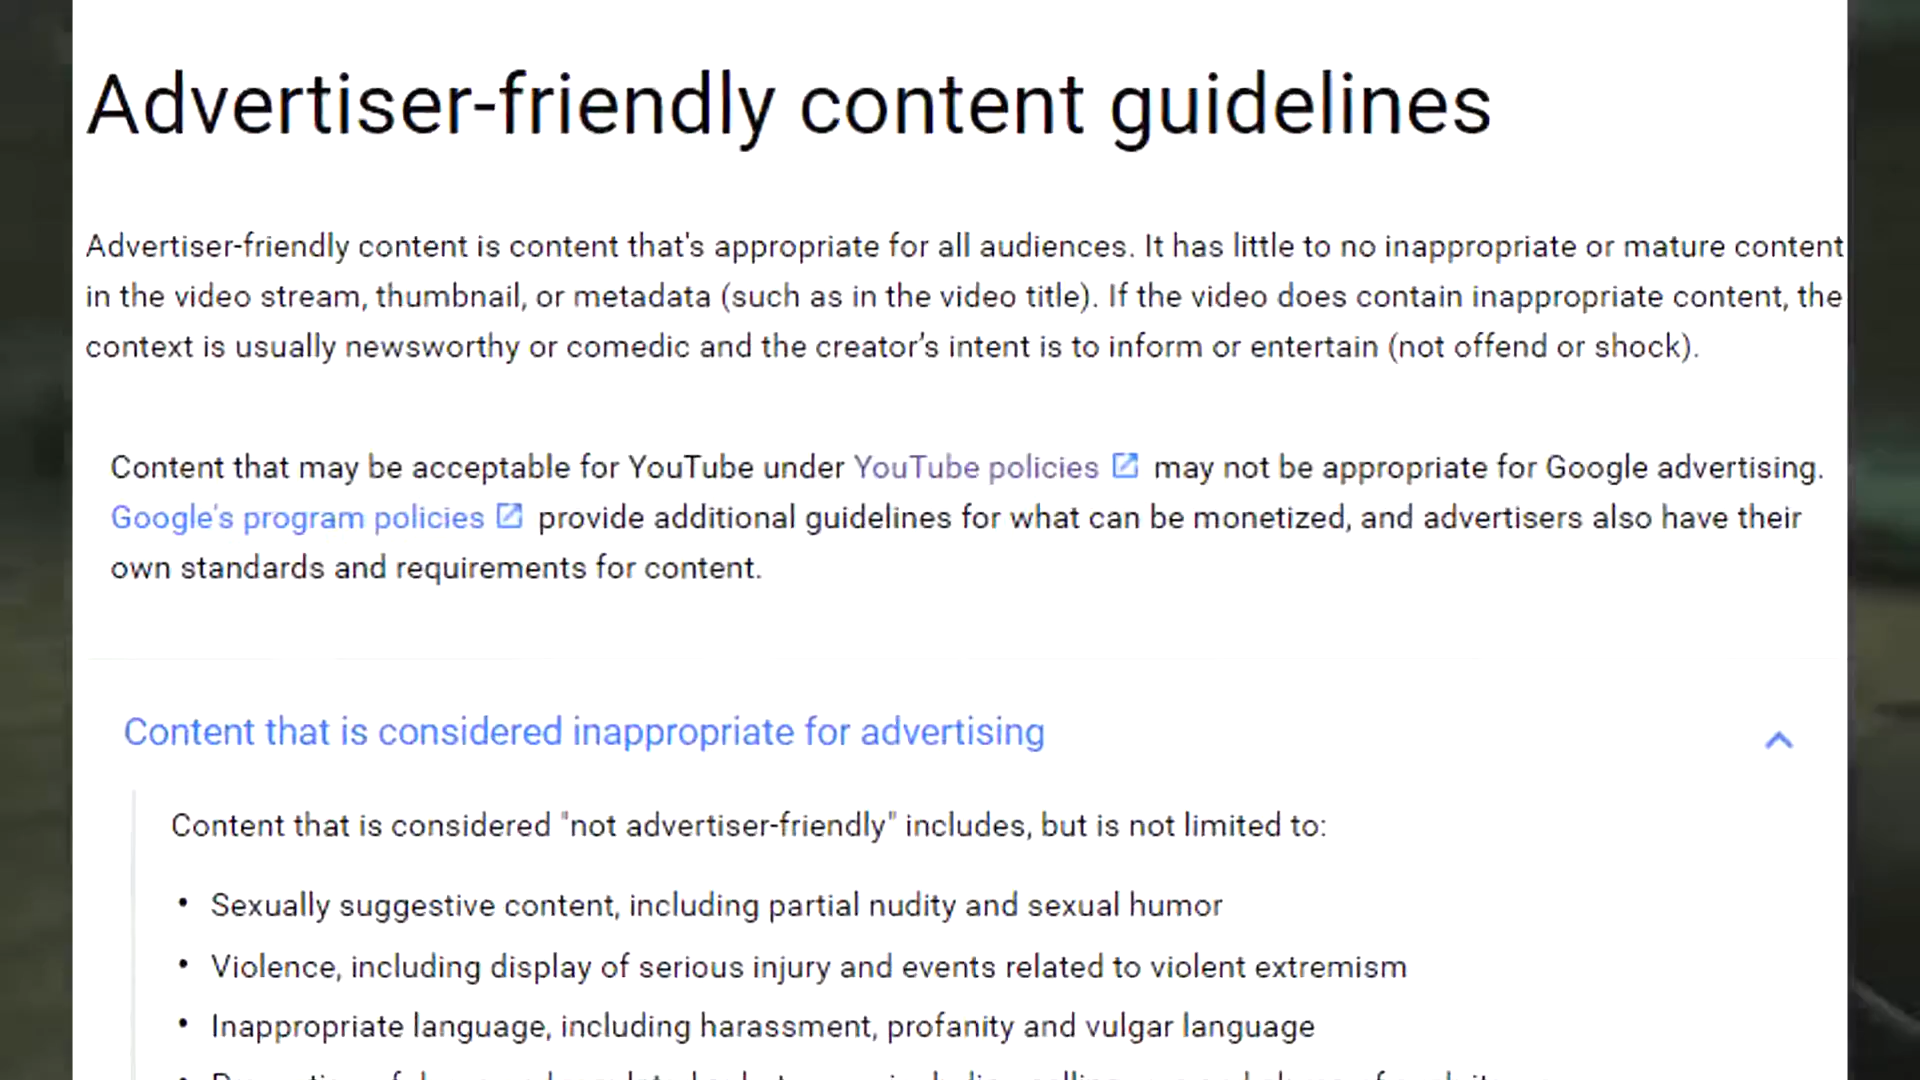 Advertiser-friendly content guidelines
Advertiser-friendly content is content that's appropriate for all audiences. It has little to no inappropriate or mature content
in the video stream, thumbnail, or metadata (such as in the video title). If the video does contain inappropriate content, the
context is usually newsworthy or comedic and the creator's intent is to inform or entertain (not offend or shock).
Content that may be acceptable for YouTube under YouTube policies may not be appropriate for Google advertising.
Google's program policies provide additional guidelines for what can be monetized, and advertisers also have their
own standards and requirements for content.
Content that is considered inappropriate for advertising
Content that is considered "not advertiser-friendly" includes, but is not limited to:
• Sexually suggestive content, including partial nudity and sexual humor
• Violence, including display of serious injury and events related to violent extremism
• Inappropriate language, including harassment, profanity and vulgar language